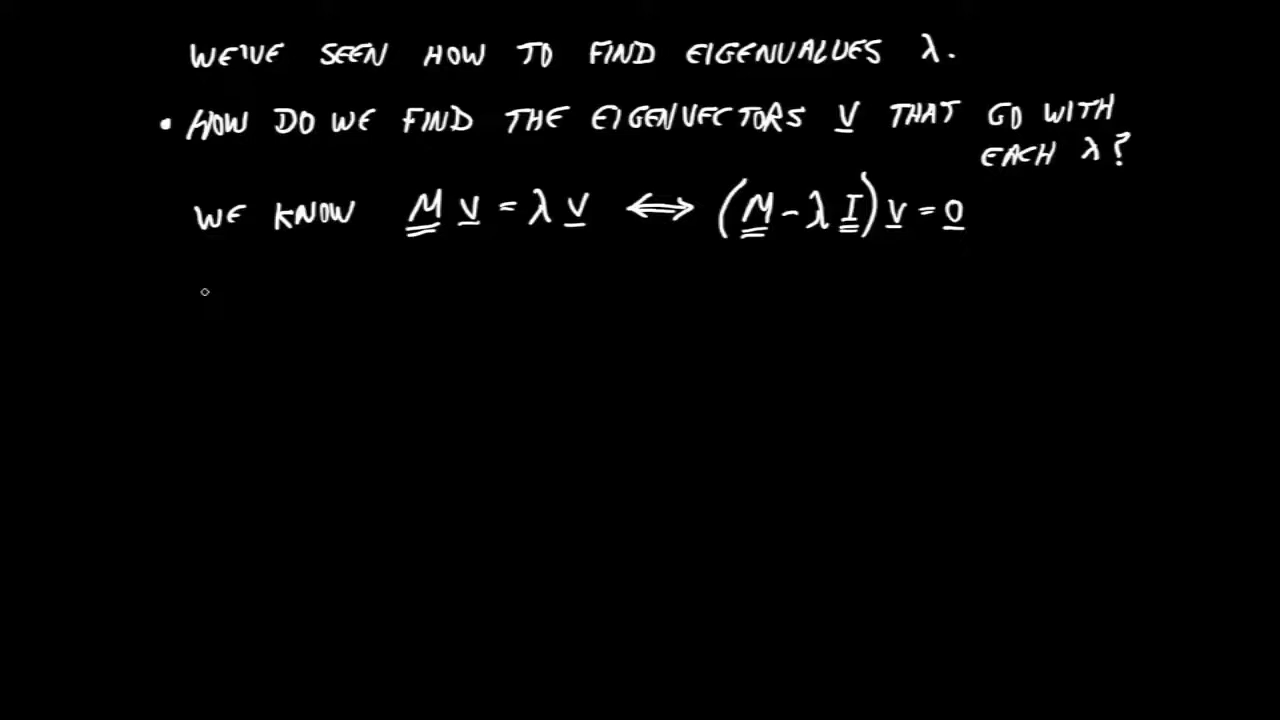 WE'VE SEEN HOW TO FIND EIGENVALUES λ.
• HOW DO WE FIND THE EIGENVECTORS V THAT GO WITH
EACH λ?
WE KNOW M V = λ V ⟺ (M - λ I) V = 0